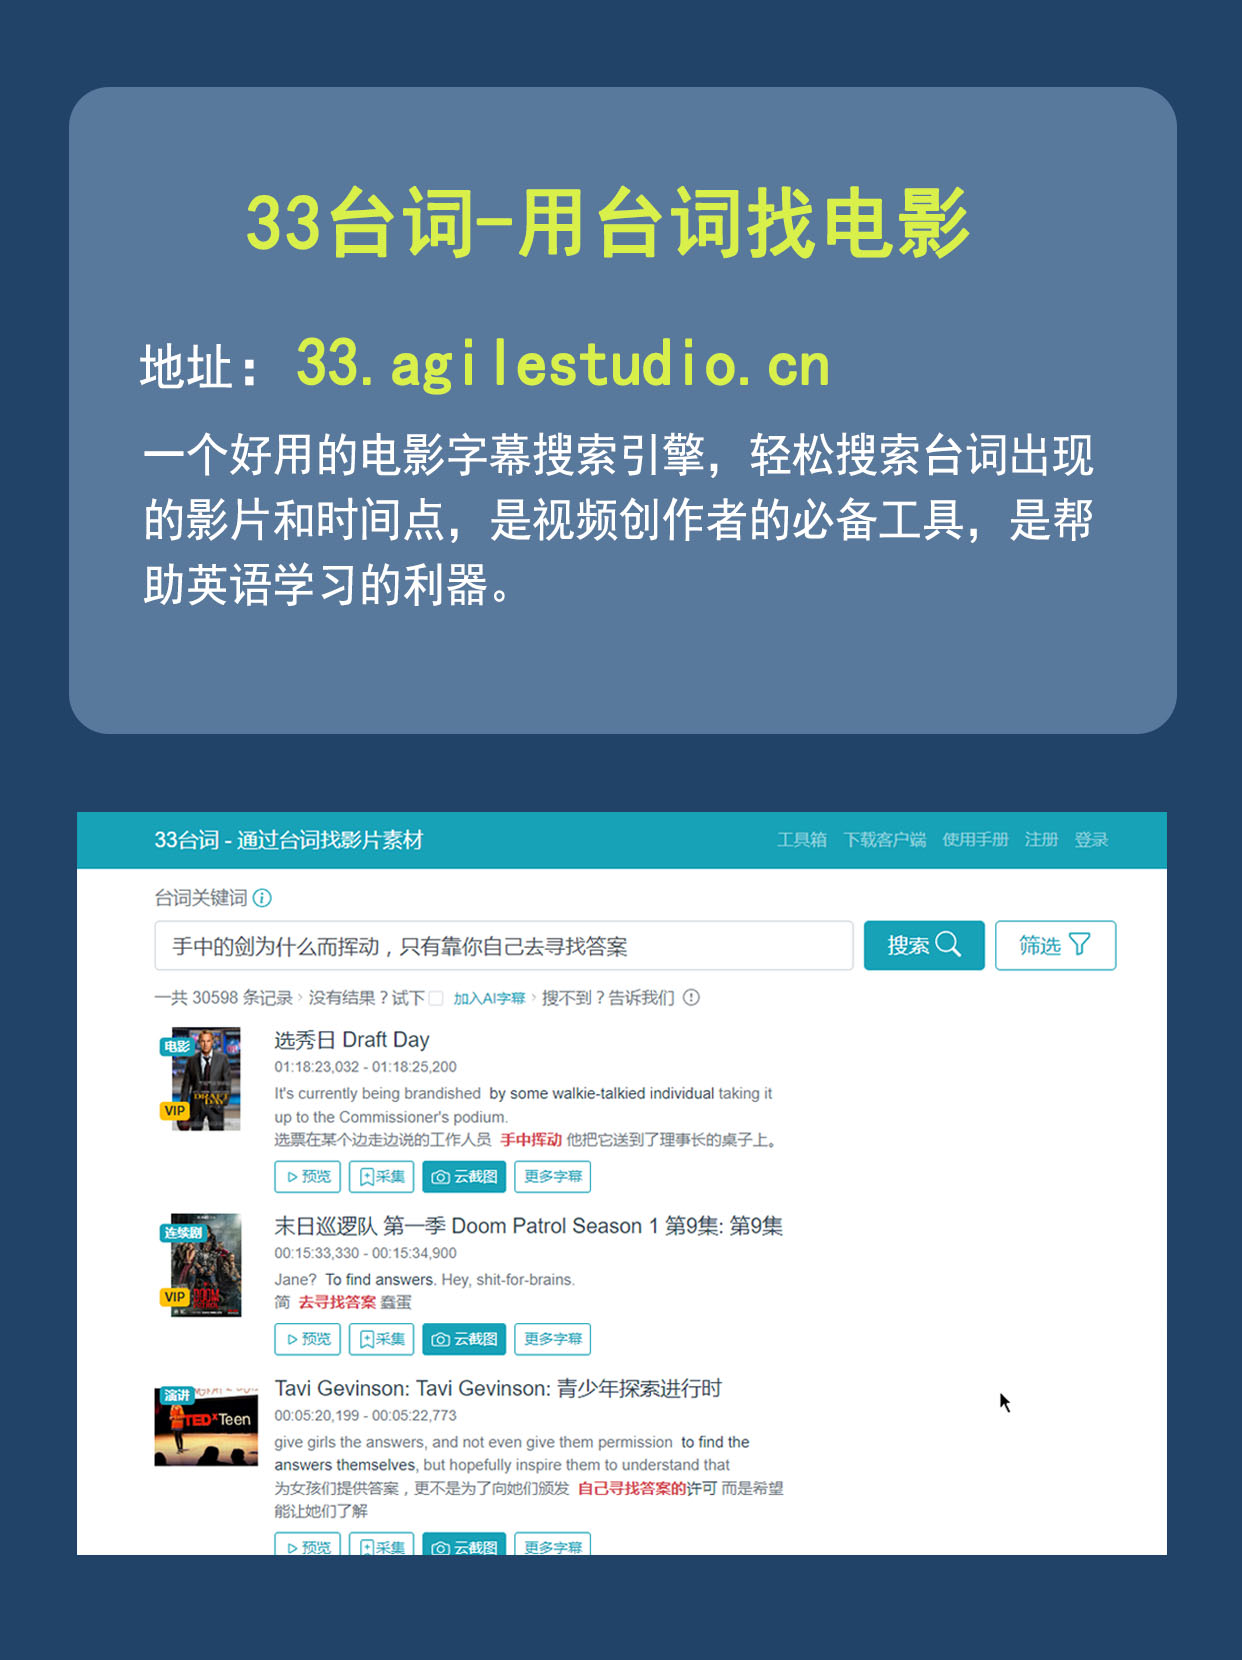 33台词-用台词找电影
地址：33.agilestudio.cn
一个好用的电影字幕搜索引擎，轻松搜索台词出现
的影片和时间点，是视频创作者的必备工具，是帮
助英语学习的利器。
33台词 - 通过台词找影片素材
工具箱 下载客户端 使用手册 注册 登录
台词关键词
手中的剑为什么而挥动，只有靠你自己去寻找答案
搜索 筛选
一共 30598 条记录 › 没有结果？试下 加入AI字幕 › 搜不到？告诉我们
电影
VIP
选秀日 Draft Day
01:18:23,032 - 01:18:25,200
It's currently being brandished by some walkie-talkied individual taking it
up to the Commissioner's podium.
选票在某个边走边说的工作人员 手中挥动 他把它送到了理事长的桌子上。
预览 采集 云截图 更多字幕
连续剧
VIP
末日巡逻队 第一季 Doom Patrol Season 1 第9集: 第9集
00:15:33,330 - 00:15:34,900
Jane? To find answers. Hey, shit-for-brains.
简 去寻找答案 蠢蛋
预览 采集 云截图 更多字幕
演讲
TEDxTeen
Tavi Gevinson: Tavi Gevinson: 青少年探索进行时
00:05:20,199 - 00:05:22,773
give girls the answers, and not even give them permission to find the
answers themselves, but hopefully inspire them to understand that
为女孩们提供答案，更不是为了向她们颁发 自己寻找答案的许可 而是希望
能让她们了解
预览 采集 云截图 更多字幕